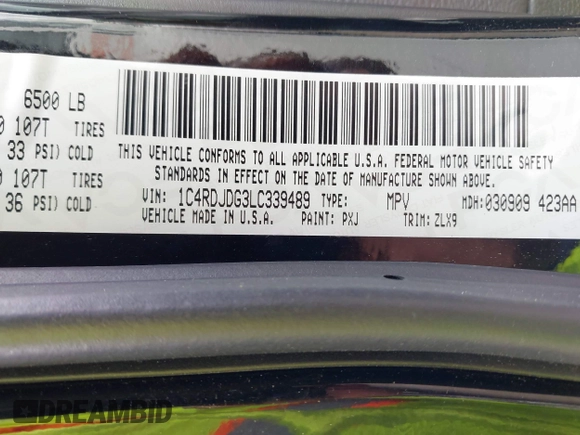 6500 LB
0 107T TIRES
33 PSI) COLD
0 107T TIRES
36 PSI) COLD
THIS VEHICLE CONFORMS TO ALL APPLICABLE U.S.A. FEDERAL MOTOR VEHICLE SAFETY
STANDARDS IN EFFECT ON THE DATE OF MANUFACTURE SHOWN ABOVE.
VIN: 1C4RDJDG3LC339489 TYPE: MPV MDH: 030909 423AA
VEHICLE MADE IN U.S.A. PAINT: PXJ TRIM: ZLX9
DREAMBID